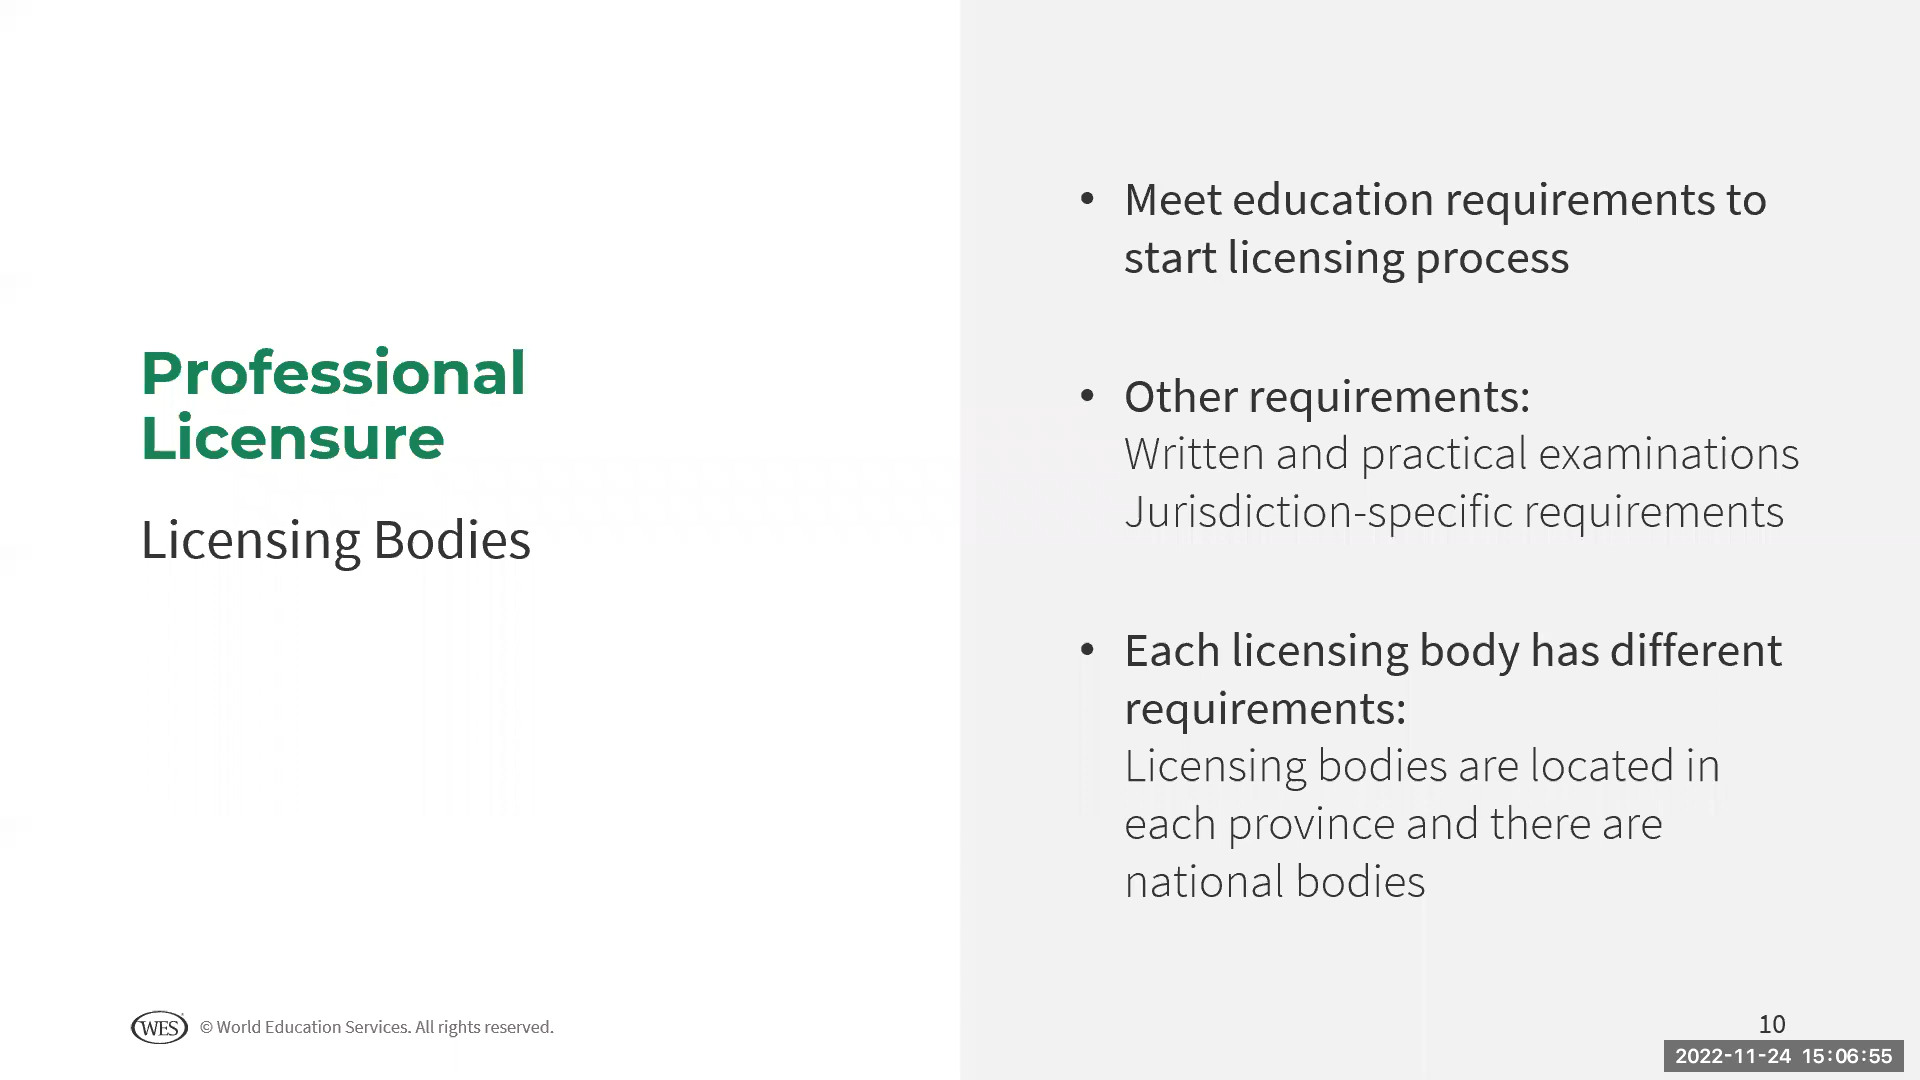 Professional
Licensure
Licensing Bodies
• Meet education requirements to
start licensing process
• Other requirements:
Written and practical examinations
Jurisdiction-specific requirements
• Each licensing body has different
requirements:
Licensing bodies are located in
each province and there are
national bodies
WES © World Education Services. All rights reserved.
10
2022-11-24 15:06:55